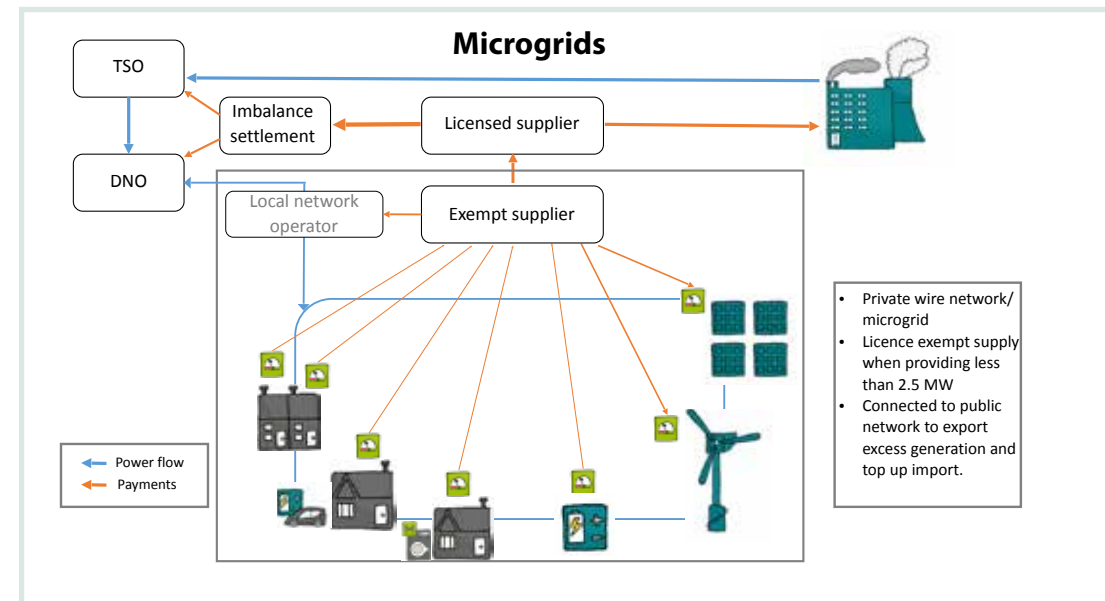 Microgrids
TSO
Imbalance
settlement
Licensed supplier
DNO
Local network
operator
Exempt supplier
• Private wire network/
microgrid
• Licence exempt supply
when providing less
than 2.5 MW
• Connected to public
network to export
excess generation and
top up import.
Power flow
Payments